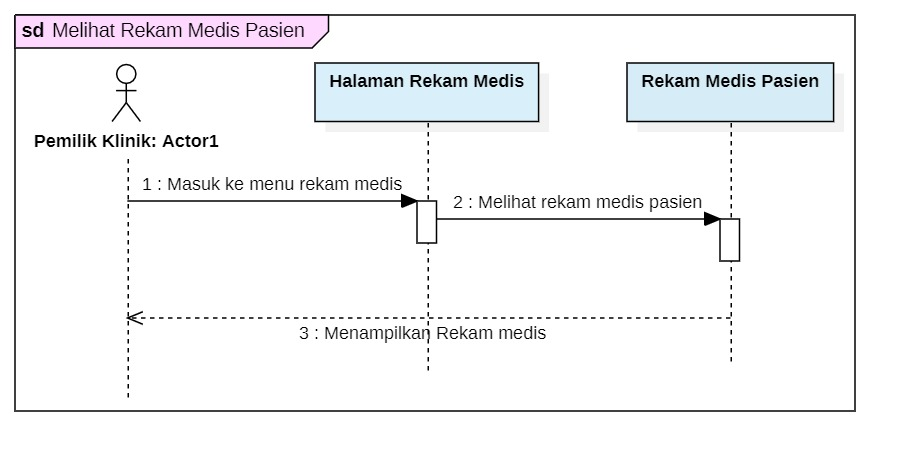 sd Melihat Rekam Medis Pasien
Halaman Rekam Medis
Rekam Medis Pasien
Pemilik Klinik: Actor1
1 : Masuk ke menu rekam medis
2 : Melihat rekam medis pasien
3 : Menampilkan Rekam medis